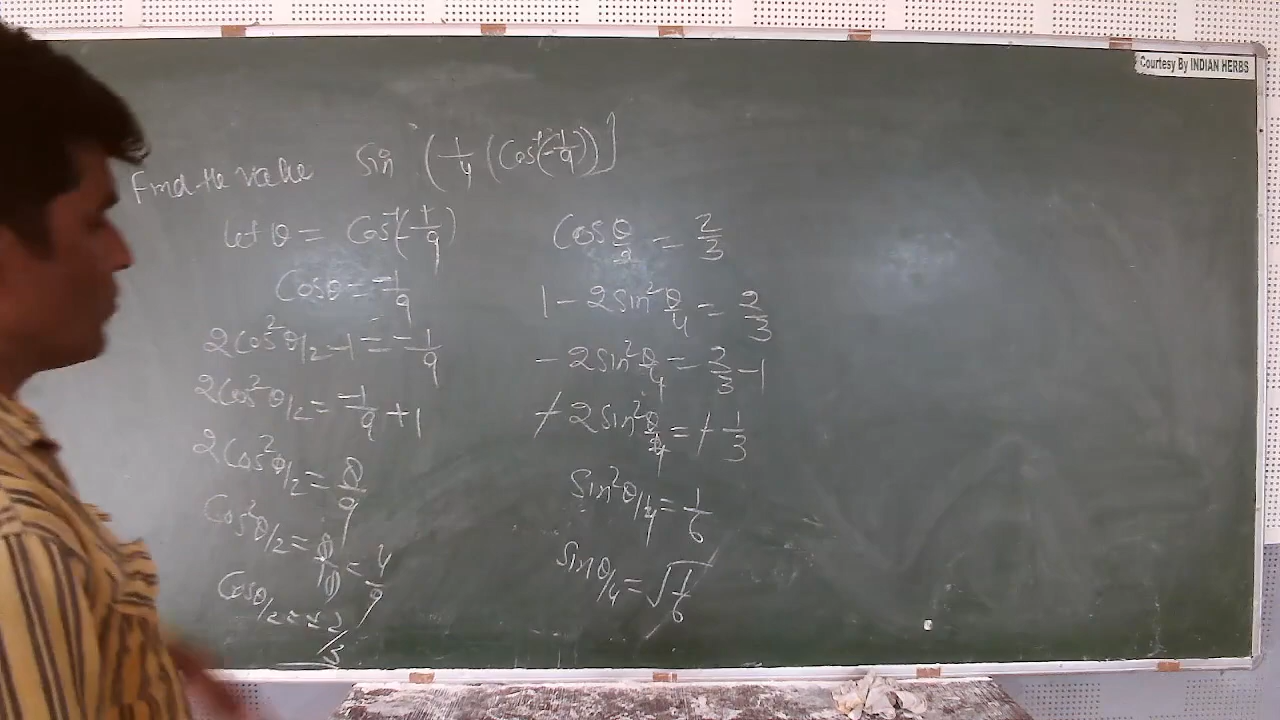 Courtesy By INDIAN HERBS
Find the value Sin (1/4 (Cos⁻¹(-1/9))]
let θ = Cos⁻¹(-1/9)
Cosθ = -1/9
2Cos²θ/2 - 1 = -1/9
2Cos²θ/2 = -1/9 + 1
2Cos²θ/2 = 8/9
Cos²θ/2 = 8/18 = 4/9
Cosθ/2 = 2/3
Cos θ/2 = 2/3
1 - 2Sin²θ/4 = 2/3
- 2Sin²θ/4 = 2/3 - 1
- 2Sin²θ/4 = - 1/3
Sin²θ/4 = 1/6
Sinθ/4 = √1/6